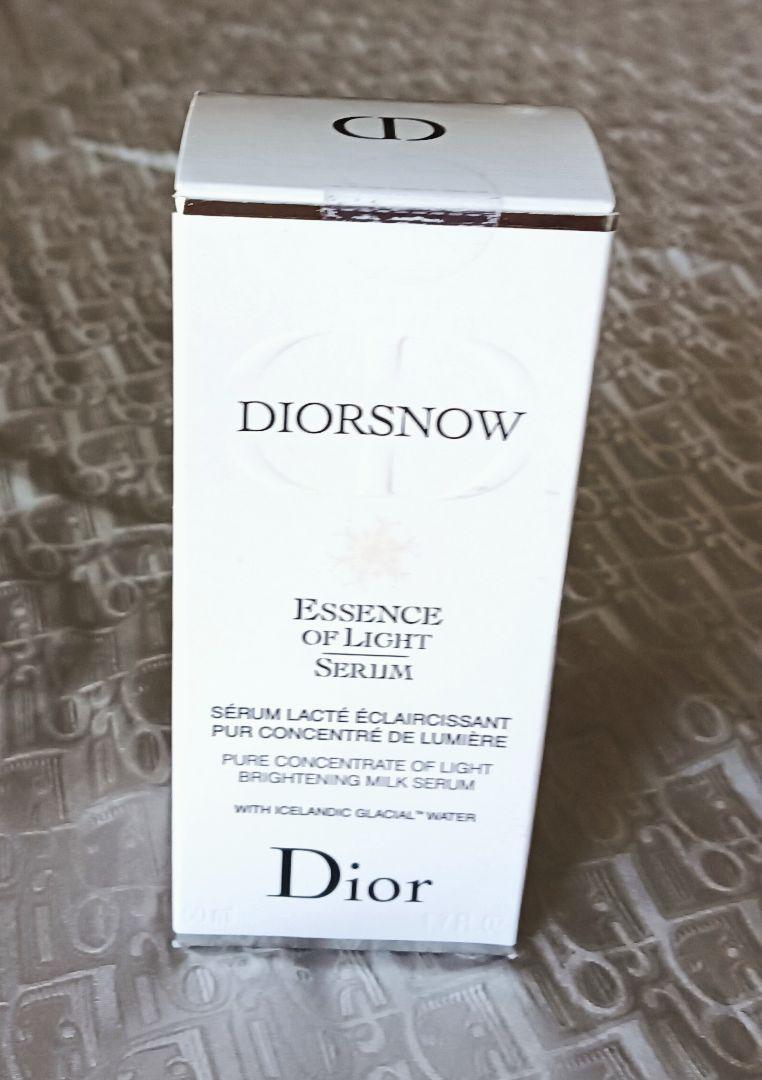 CD
DIORSNOW
ESSENCE
OF LIGHT
SERUM
SÉRUM LACTÉ ÉCLAIRCISSANT
PUR CONCENTRÉ DE LUMIÈRE
PURE CONCENTRATE OF LIGHT
BRIGHTENING MILK SERUM
WITH ICELANDIC GLACIAL™ WATER
Dior